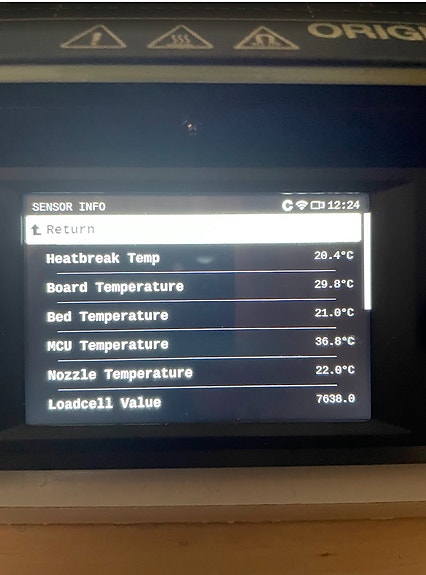 ORIG
SENSOR INFO 12:24
Return
Heatbreak Temp 20.4°C
Board Temperature 29.8°C
Bed Temperature 21.0°C
MCU Temperature 36.8°C
Nozzle Temperature 22.0°C
Loadcell Value 7638.0